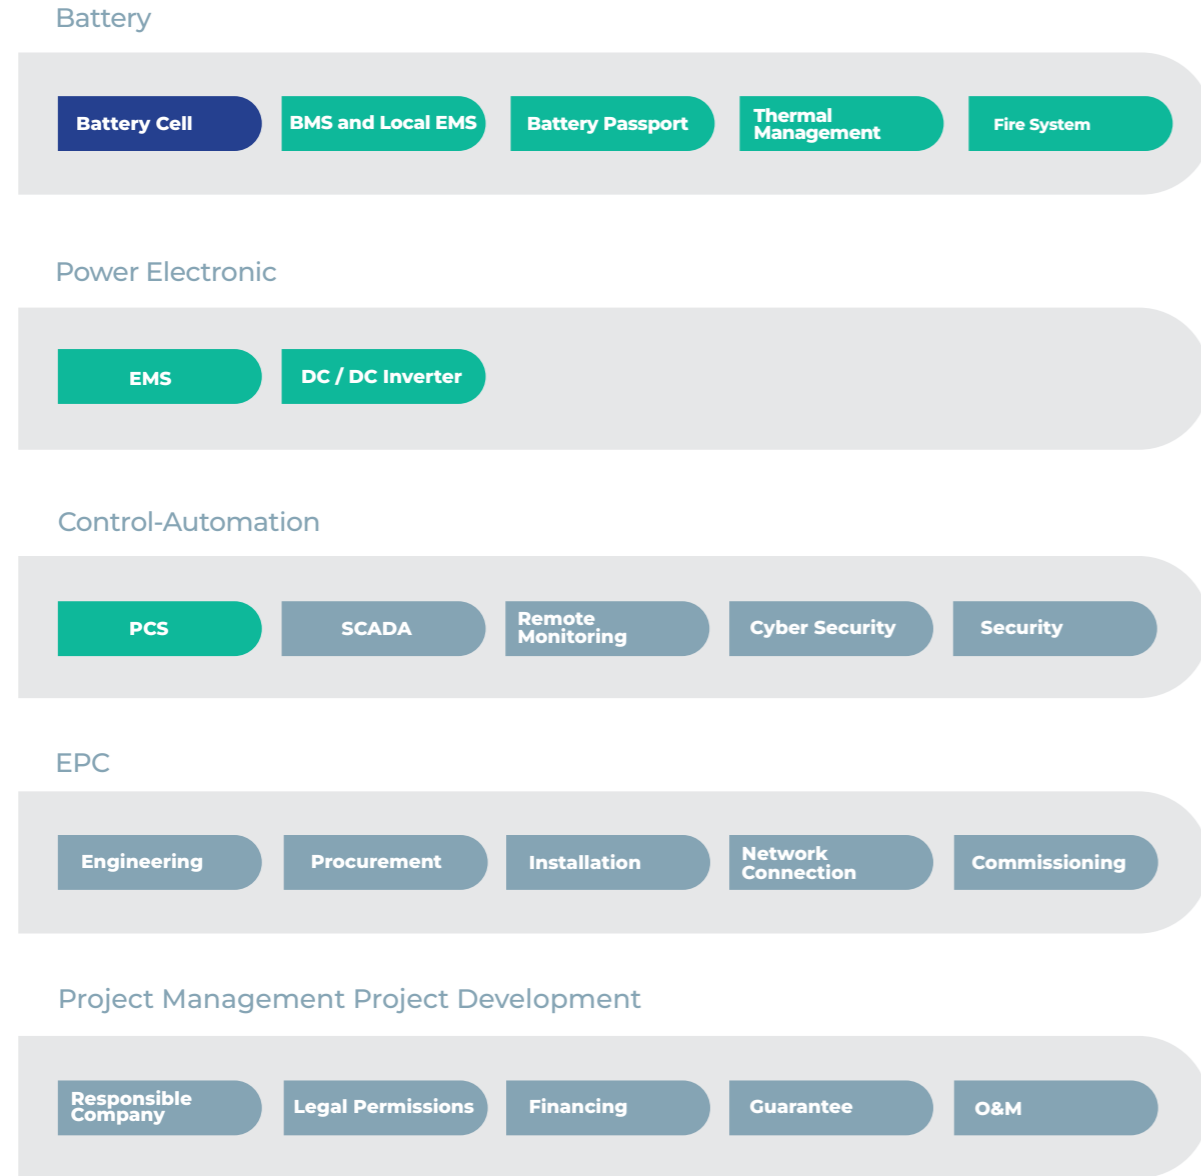 Battery
Battery Cell
BMS and Local EMS
Battery Passport
Thermal
Management
Fire System
Power Electronic
EMS
DC / DC Inverter
Control-Automation
PCS
SCADA
Remote
Monitoring
Cyber Security
Security
EPC
Engineering
Procurement
Installation
Network
Connection
Commissioning
Project Management Project Development
Responsible
Company
Legal Permissions
Financing
Guarantee
O&M